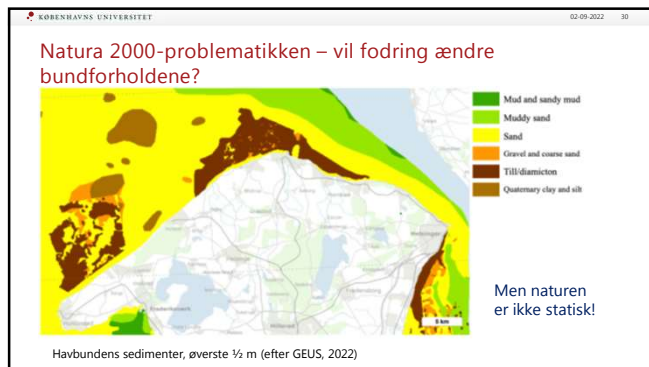 KØBENHAVNS UNIVERSITET
02-09-2022 30
Natura 2000-problematikken – vil fodring ændre
bundforholdene?
Mud and sandy mud
Muddy sand
Sand
Gravel and coarse sand
Till/diamicton
Quaternary clay and silt
Men naturen
er ikke statisk!
5 km
Havbundens sedimenter, øverste ½ m (efter GEUS, 2022)